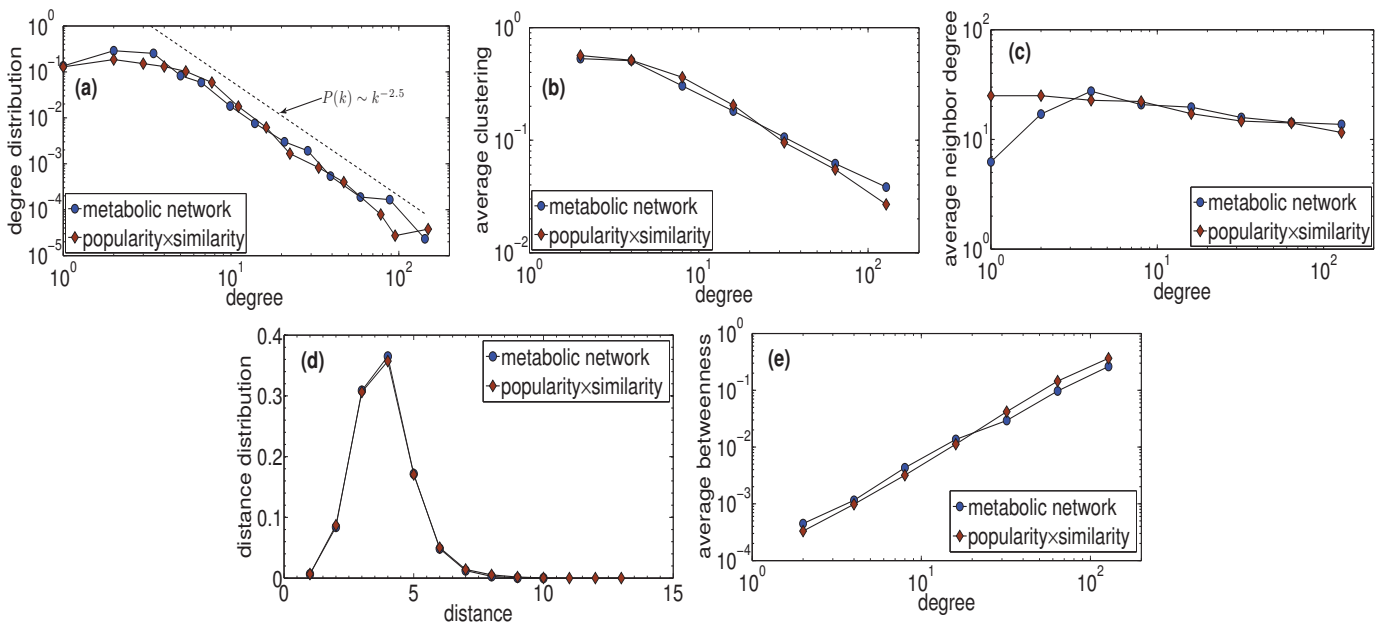 (a)
degree distribution
10^0
10^-1
10^-2
10^-3
10^-4
10^-5
P(k) ∼ k^-2.5
metabolic network
popularity×similarity
10^0 10^1 10^2
degree
(b)
average clustering
10^0
10^-1
10^-2
metabolic network
popularity×similarity
10^0 10^1 10^2
degree
(c)
average neighbor degree
10^2
10^1
10^0
metabolic network
popularity×similarity
10^0 10^1 10^2
degree
(d)
distance distribution
0.4
0.3
0.2
0.1
0
metabolic network
popularity×similarity
0 5 10 15
distance
(e)
average betweenness
10^0
10^-1
10^-2
10^-3
10^-4
metabolic network
popularity×similarity
10^0 10^1 10^2
degree